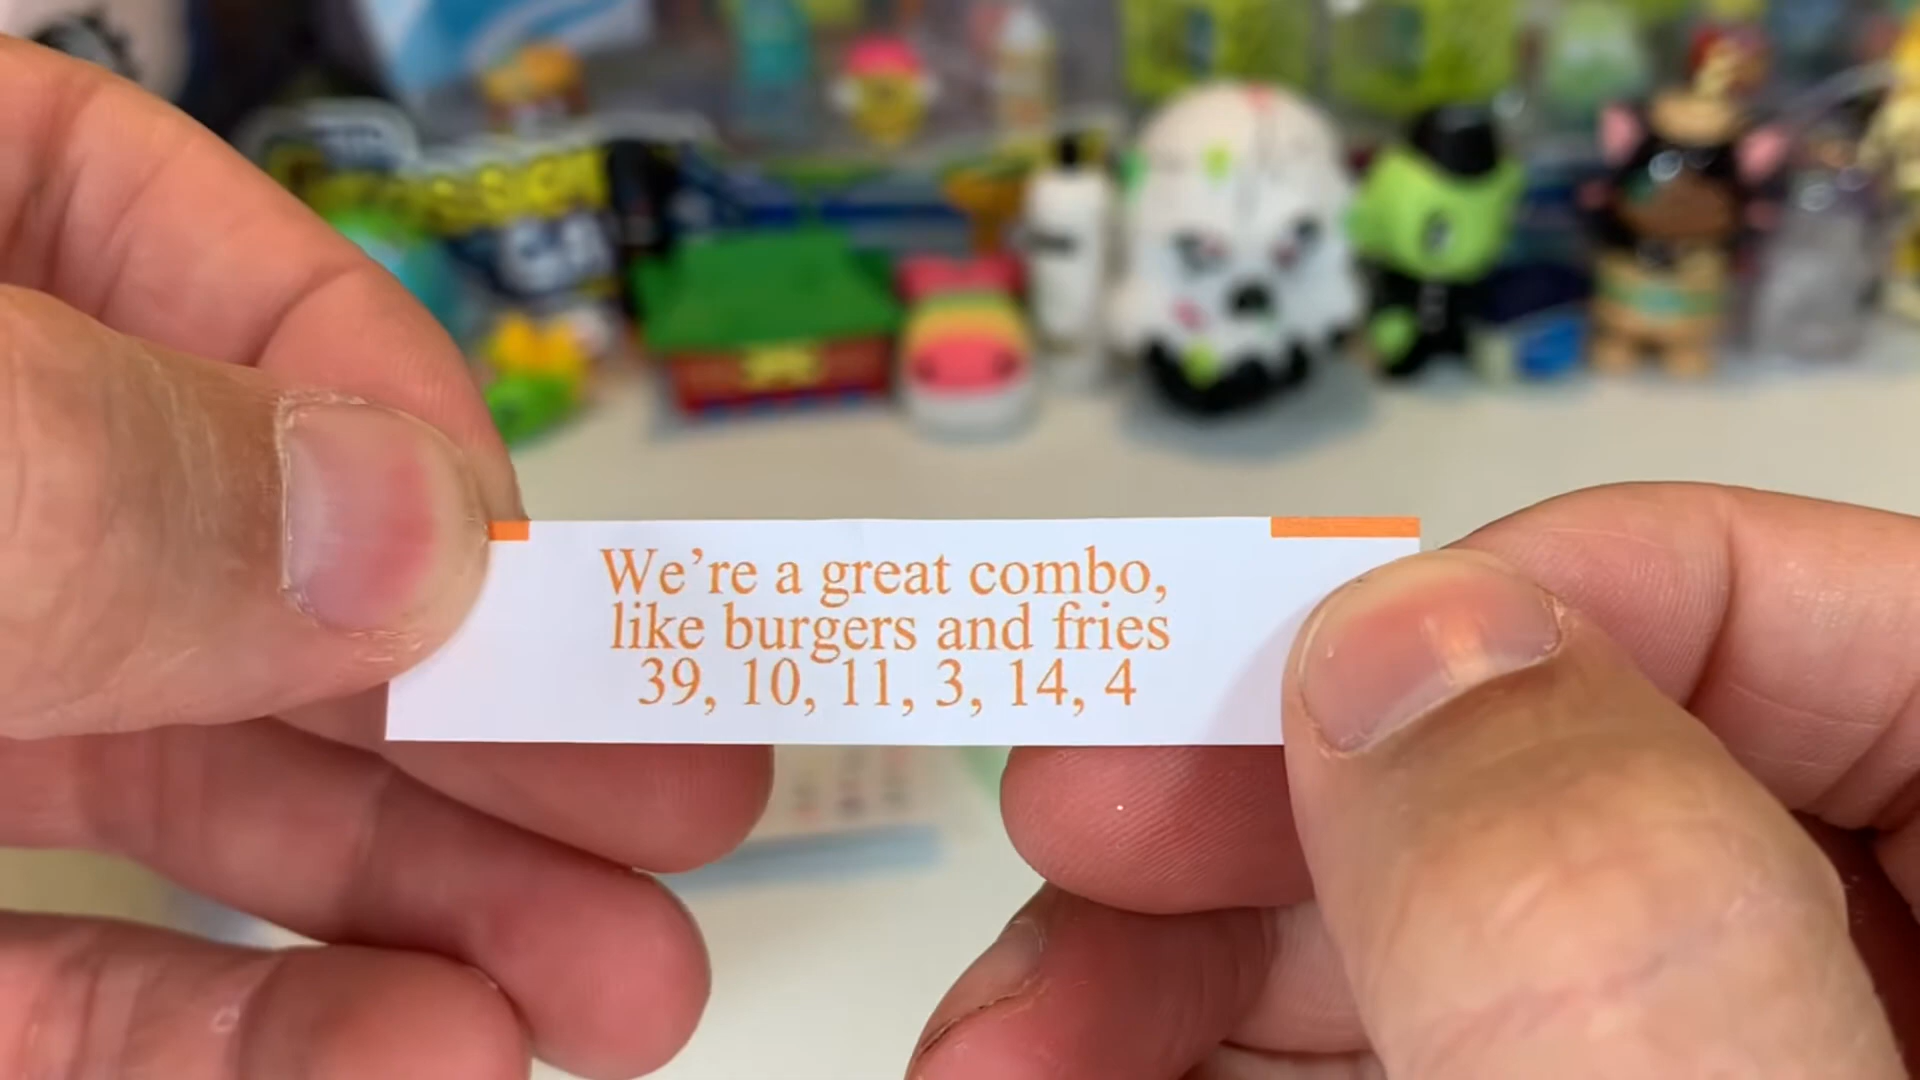 We're a great combo,
like burgers and fries
39, 10, 11, 3, 14, 4